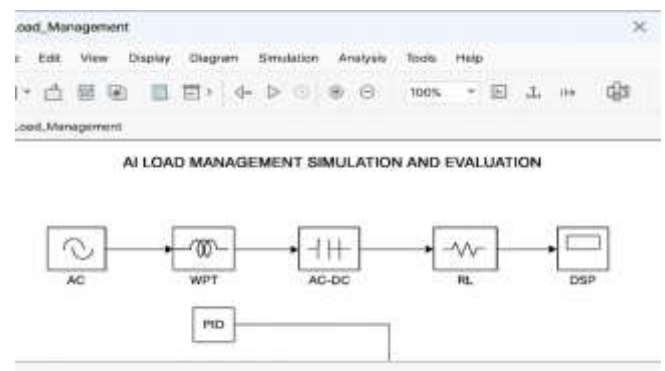 oad_Management
Edit View Display Diagram Simulation Analysis Tools Help
100%
Load_Management
AI LOAD MANAGEMENT SIMULATION AND EVALUATION
AC WPT AC-DC RL DSP
PID